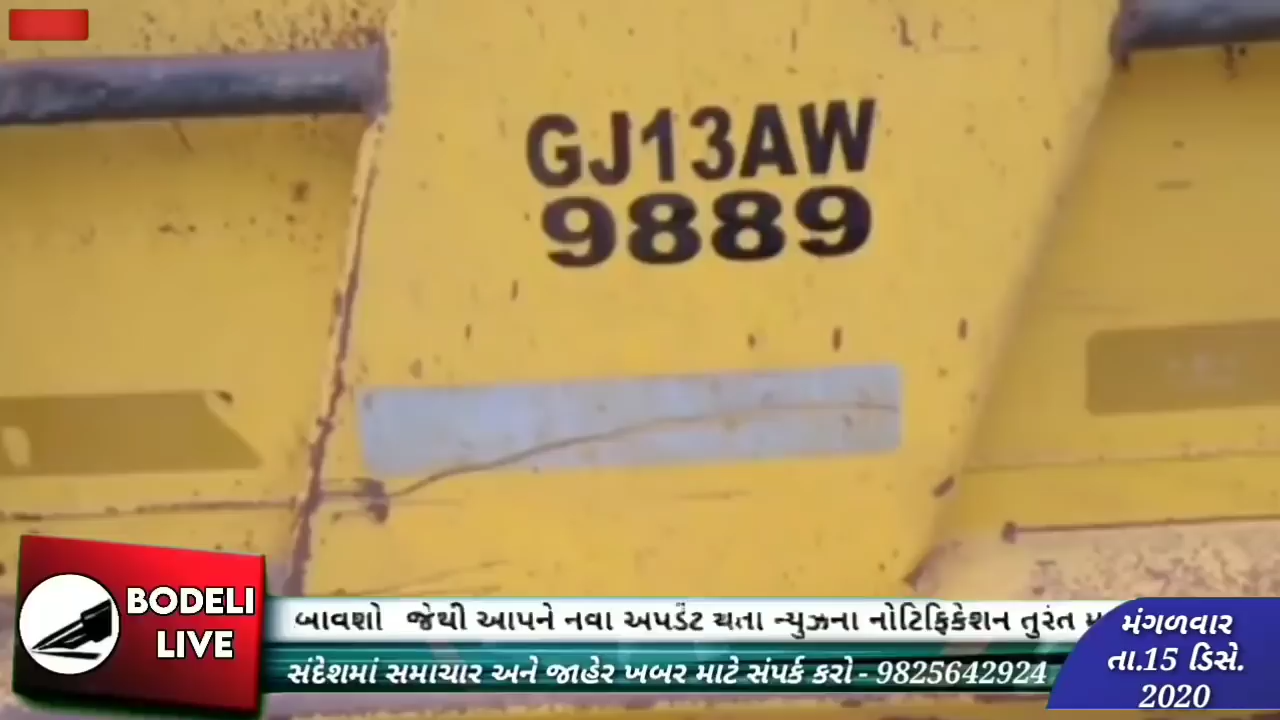 GJ13AW
9889
BODELI
LIVE
બાવશો જેથી આપને નવા અપડેટ થતા ન્યુઝના નોટિફિકેશન તુરંત
સંદેશમાં સમાચાર અને જાહેર ખબર માટે સંપર્ક કરો - 9825642924
મંગળવાર
તા.15 ડિસે.
2020